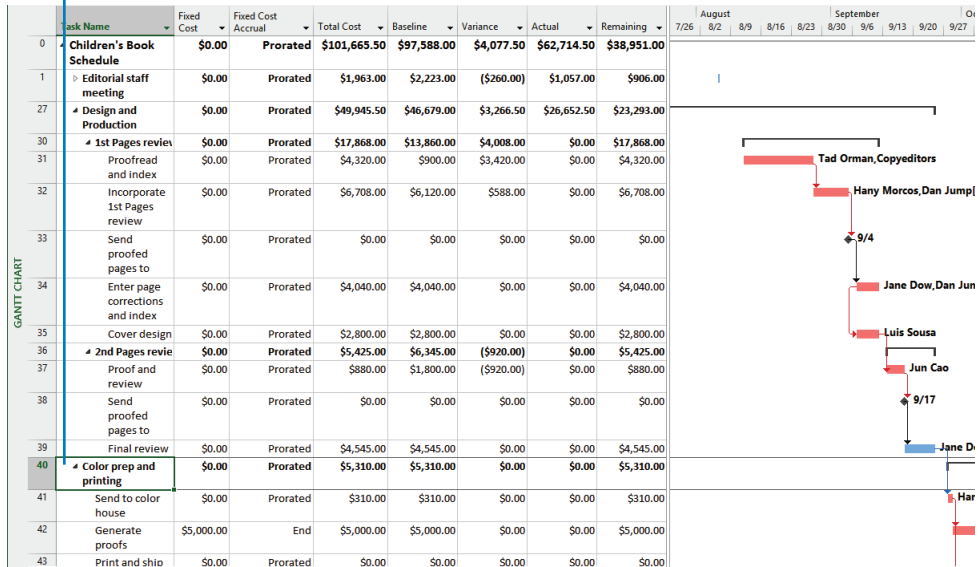 Task Name Fixed Cost Fixed Cost Accrual Total Cost Baseline Variance Actual Remaining
August September
7/26 8/2 8/9 8/16 8/23 8/30 9/6 9/13 9/20 9/27
0 Children's Book Schedule $0.00 Prorated $101,665.50 $97,588.00 $4,077.50 $62,714.50 $38,951.00
1 Editorial staff meeting $0.00 Prorated $1,963.00 $2,223.00 ($260.00) $1,057.00 $906.00
27 Design and Production $0.00 Prorated $49,945.50 $46,679.00 $3,266.50 $26,652.50 $23,293.00
30 1st Pages review $0.00 Prorated $17,868.00 $13,860.00 $4,008.00 $0.00 $17,868.00
31 Proofread and index $0.00 Prorated $4,320.00 $900.00 $3,420.00 $0.00 $4,320.00 Tad Orman,Copyeditors
32 Incorporate 1st Pages review $0.00 Prorated $6,708.00 $6,120.00 $588.00 $0.00 $6,708.00 Hany Morcos,Dan Jump[
33 Send proofed pages to $0.00 Prorated $0.00 $0.00 $0.00 $0.00 $0.00 9/4
34 Enter page corrections and index $0.00 Prorated $4,040.00 $4,040.00 $0.00 $0.00 $4,040.00 Jane Dow,Dan Jun
35 Cover design $0.00 Prorated $2,800.00 $2,800.00 $0.00 $0.00 $2,800.00 Luis Sousa
36 2nd Pages revie $0.00 Prorated $5,425.00 $6,345.00 ($920.00) $0.00 $5,425.00
37 Proof and review $0.00 Prorated $880.00 $1,800.00 ($920.00) $0.00 $880.00 Jun Cao
38 Send proofed pages to $0.00 Prorated $0.00 $0.00 $0.00 $0.00 $0.00 9/17
39 Final review $0.00 Prorated $4,545.00 $4,545.00 $0.00 $0.00 $4,545.00 Jane D
40 Color prep and printing $0.00 Prorated $5,310.00 $5,310.00 $0.00 $0.00 $5,310.00
41 Send to color house $0.00 Prorated $310.00 $310.00 $0.00 $0.00 $310.00 Har
42 Generate proofs $5,000.00 End $5,000.00 $5,000.00 $0.00 $0.00 $5,000.00
43 Print and ship $0.00 Prorated $0.00 $0.00 $0.00 $0.00 $0.00
GANTT CHART